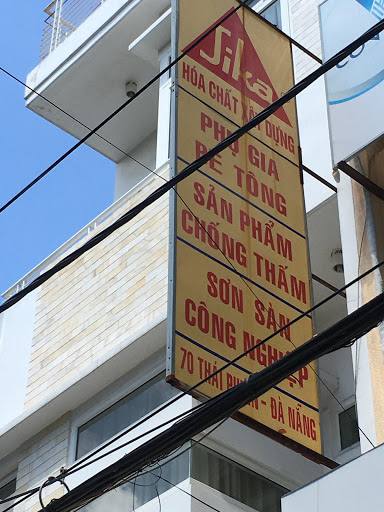 Sika
HÓA CHẤT XÂY DỰNG
PHỤ GIA
BÊ TÔNG
SẢN PHẨM
CHỐNG THẤM
SƠN SÀN
CÔNG NGHIỆP
70 THÁI - ĐÀ NẴNG